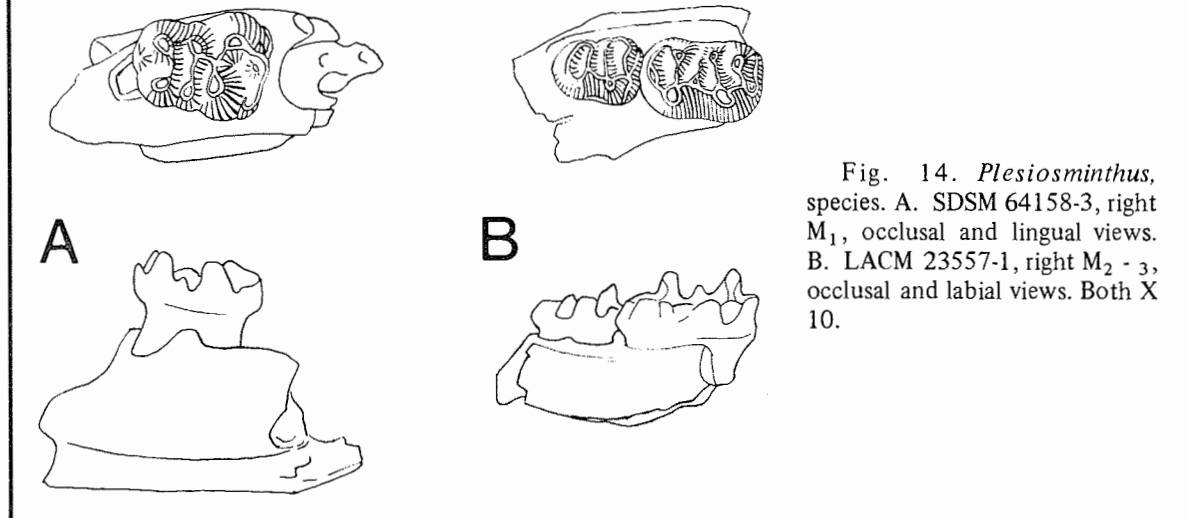 A
B
Fig. 14. Plesiosminthus,
species. A. SDSM 64158-3, right
M₁, occlusal and lingual views.
B. LACM 23557-1, right M₂ - ₃,
occlusal and labial views. Both X
10.